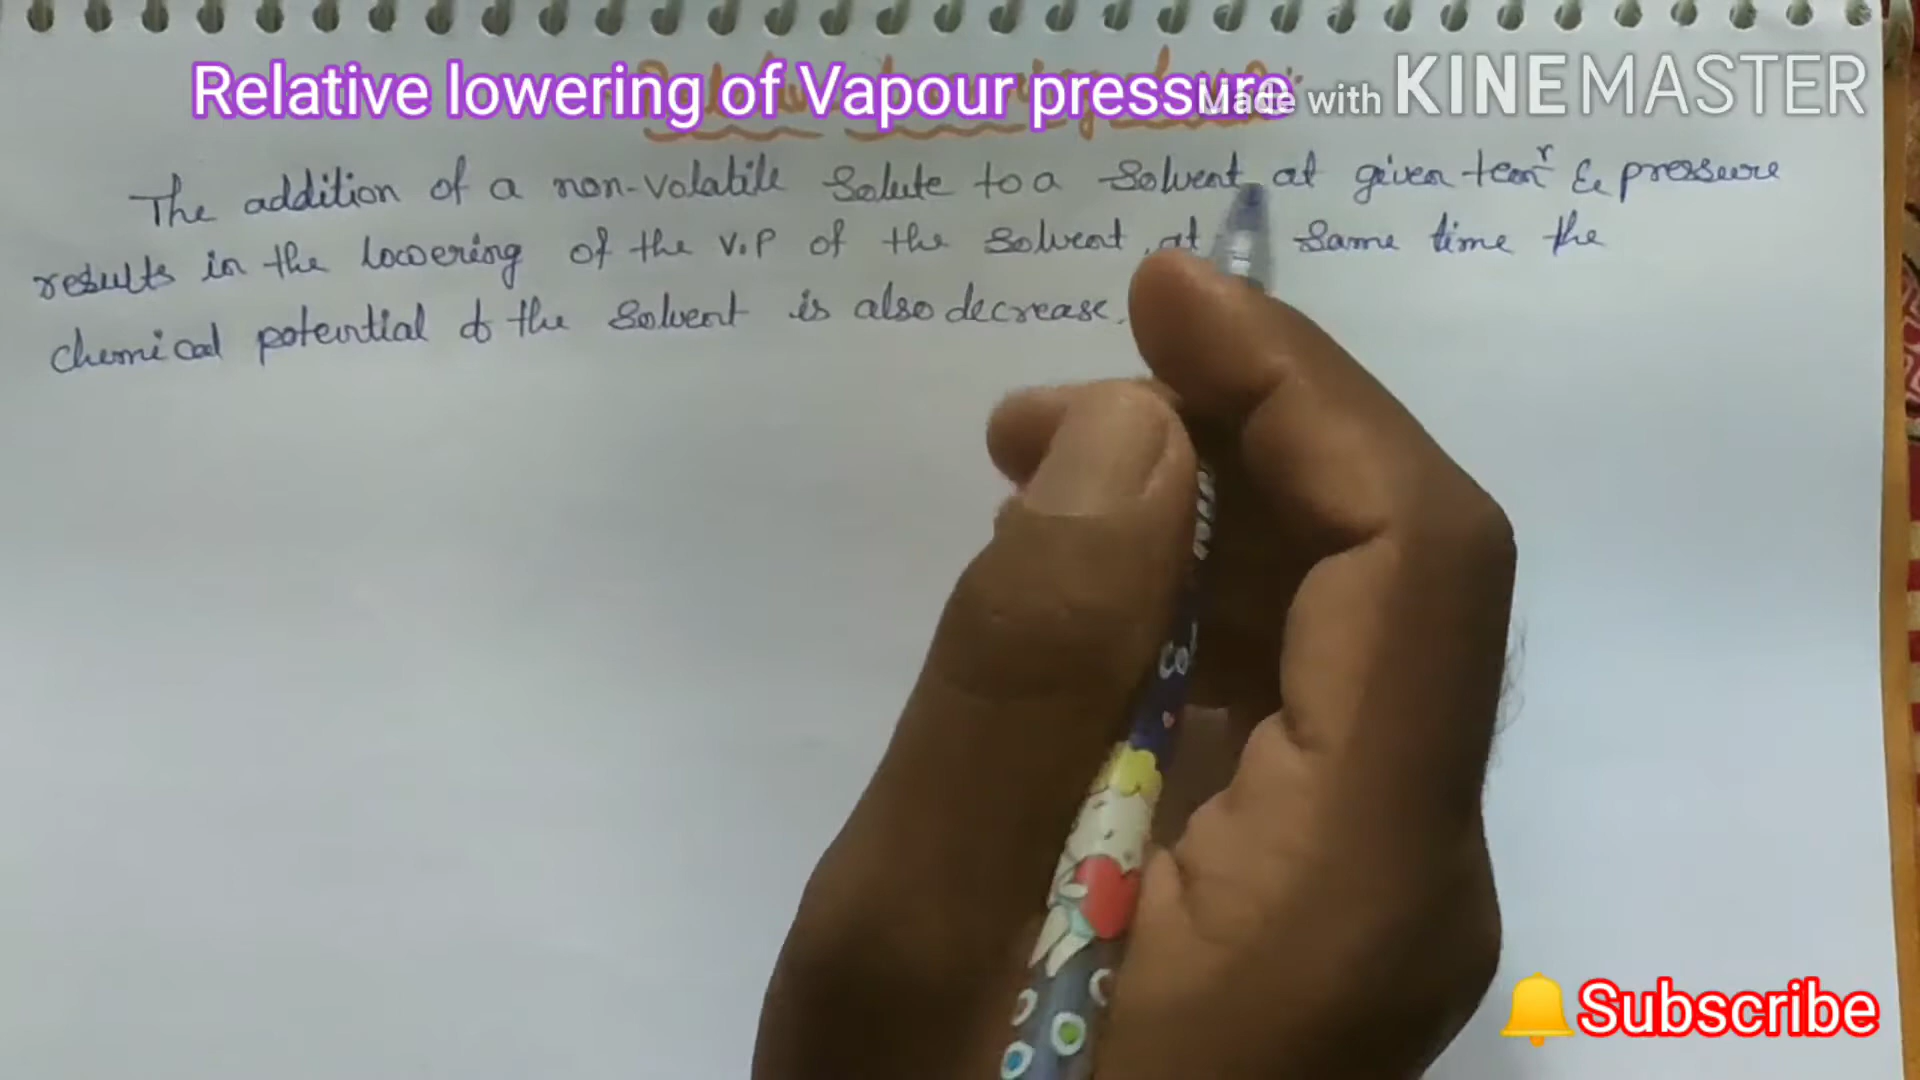 Relative lowering of Vapour pressure
Made with KINEMASTER
The addition of a non-volatile Solute to a Solvent at given tem^r & pressure
results in the lowering of the V.P of the Solvent, at same time the
chemical potential of the Solvent is also decrease.
Subscribe